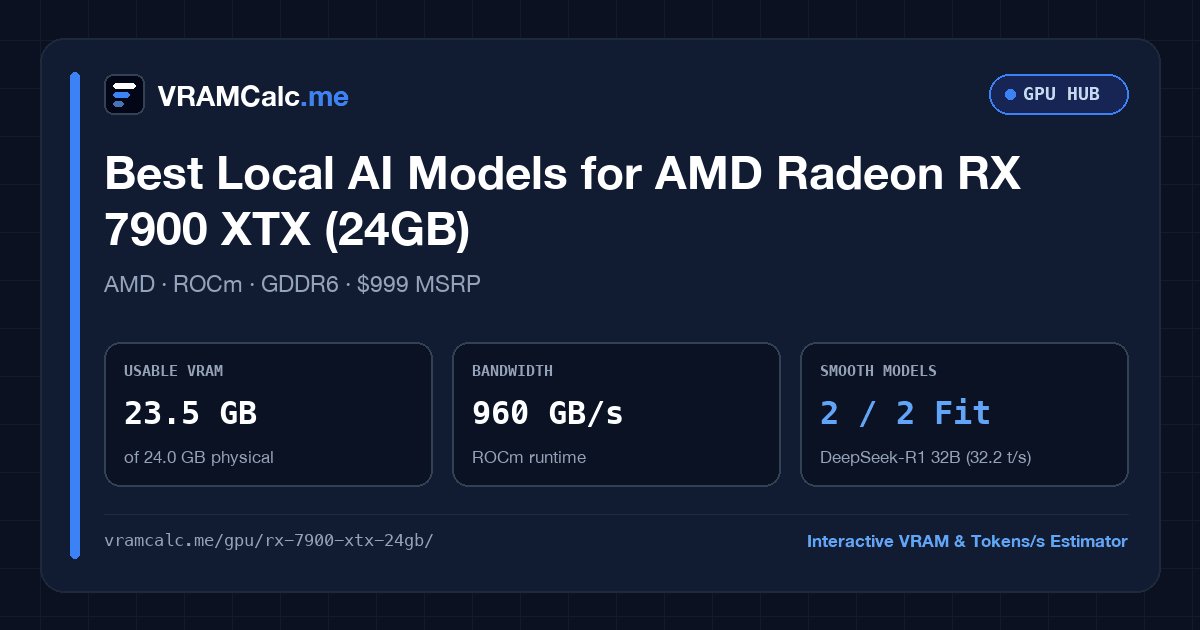 VRAMCalc.me
GPU HUB
Best Local AI Models for AMD Radeon RX
7900 XTX (24GB)
AMD · ROCm · GDDR6 · $999 MSRP
USABLE VRAM
23.5 GB
of 24.0 GB physical
BANDWIDTH
960 GB/s
ROCm runtime
SMOOTH MODELS
2 / 2 Fit
DeepSeek-R1 32B (32.2 t/s)
vramcalc.me/gpu/rx-7900-xtx-24gb/
Interactive VRAM & Tokens/s Estimator